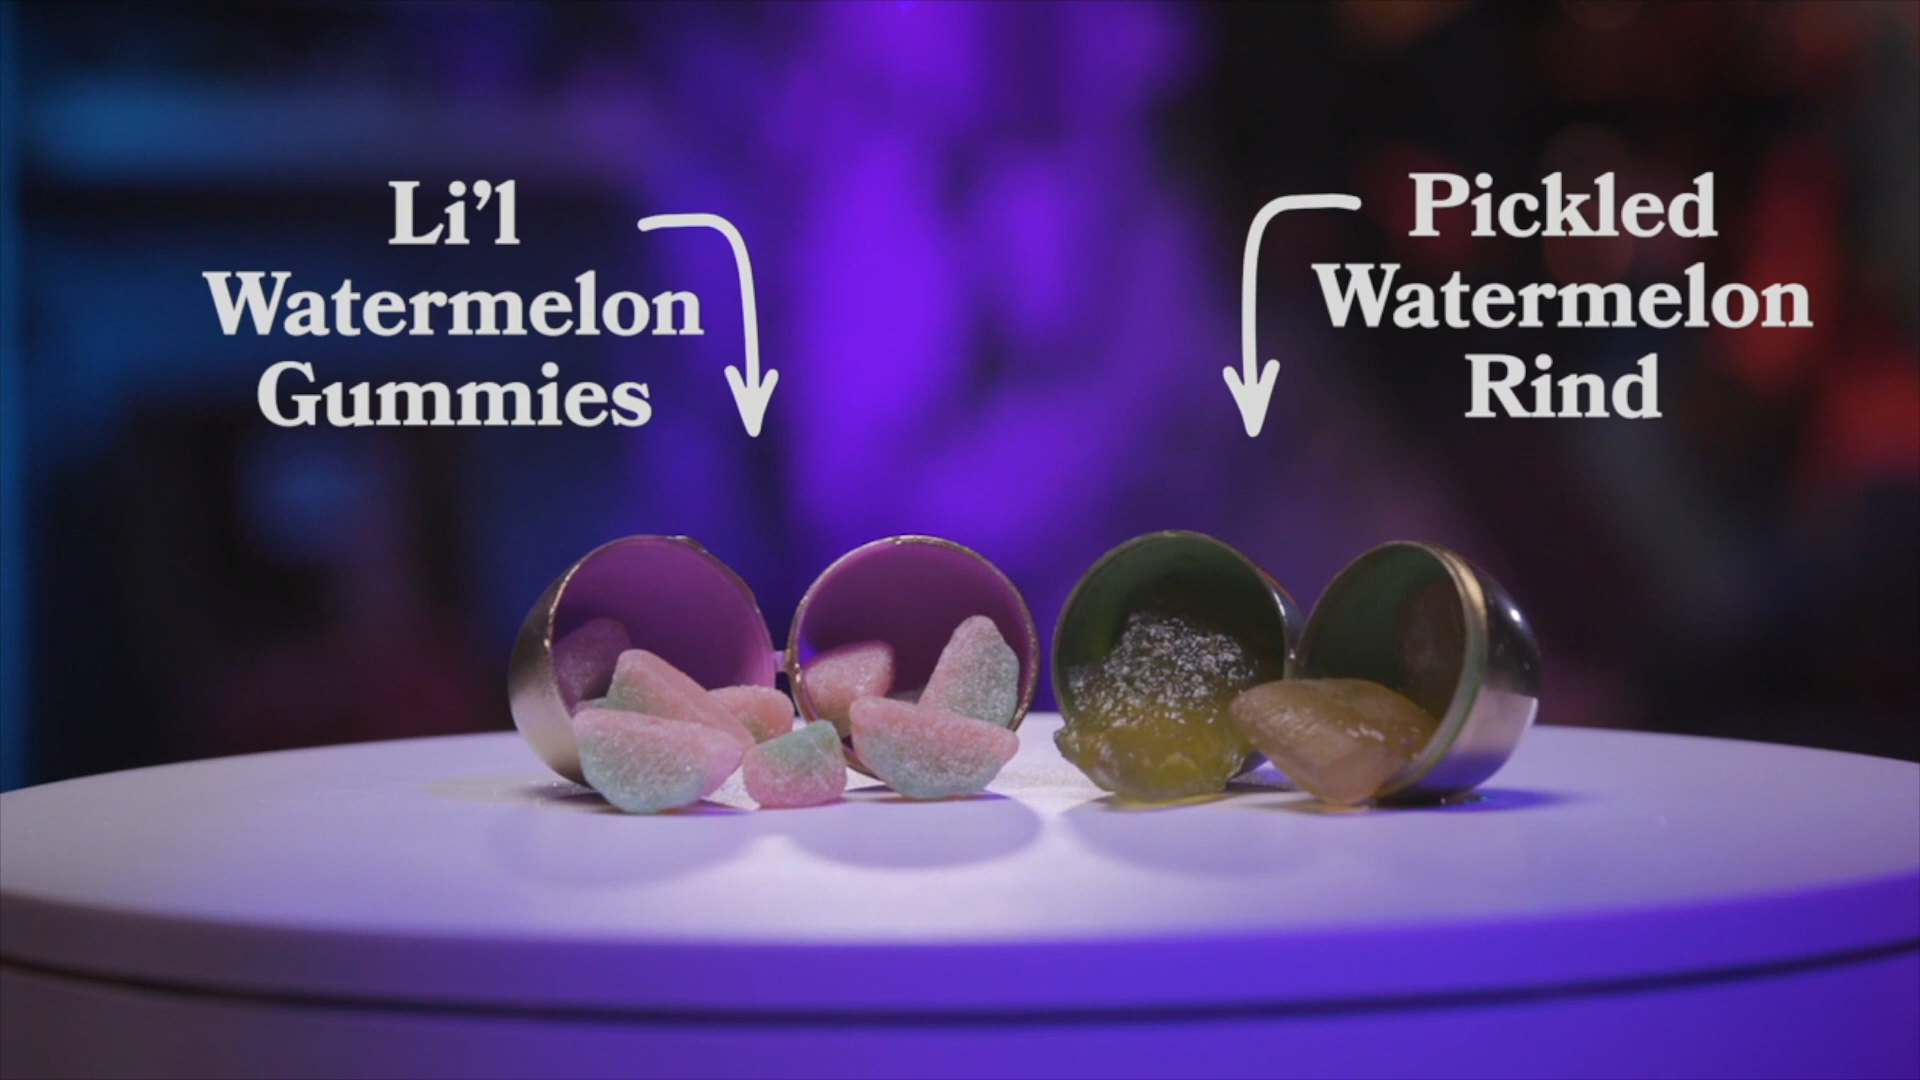 Li’l
Watermelon
Gummies
Pickled
Watermelon
Rind